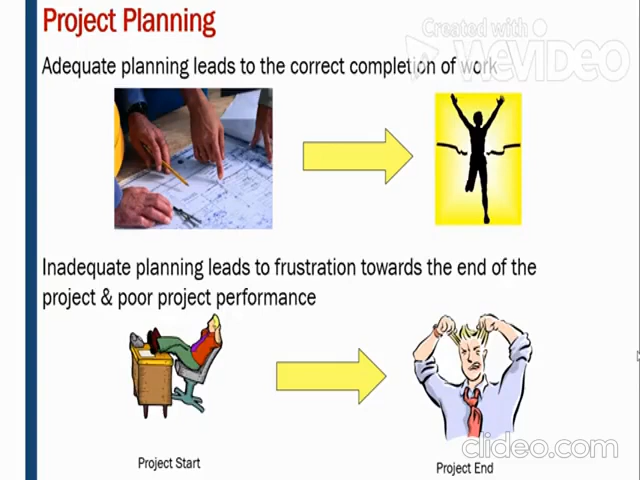 Project Planning
Created with
WeVIDEO
Adequate planning leads to the correct completion of work
Inadequate planning leads to frustration towards the end of the
project & poor project performance
Project Start
Project End
clideo.com